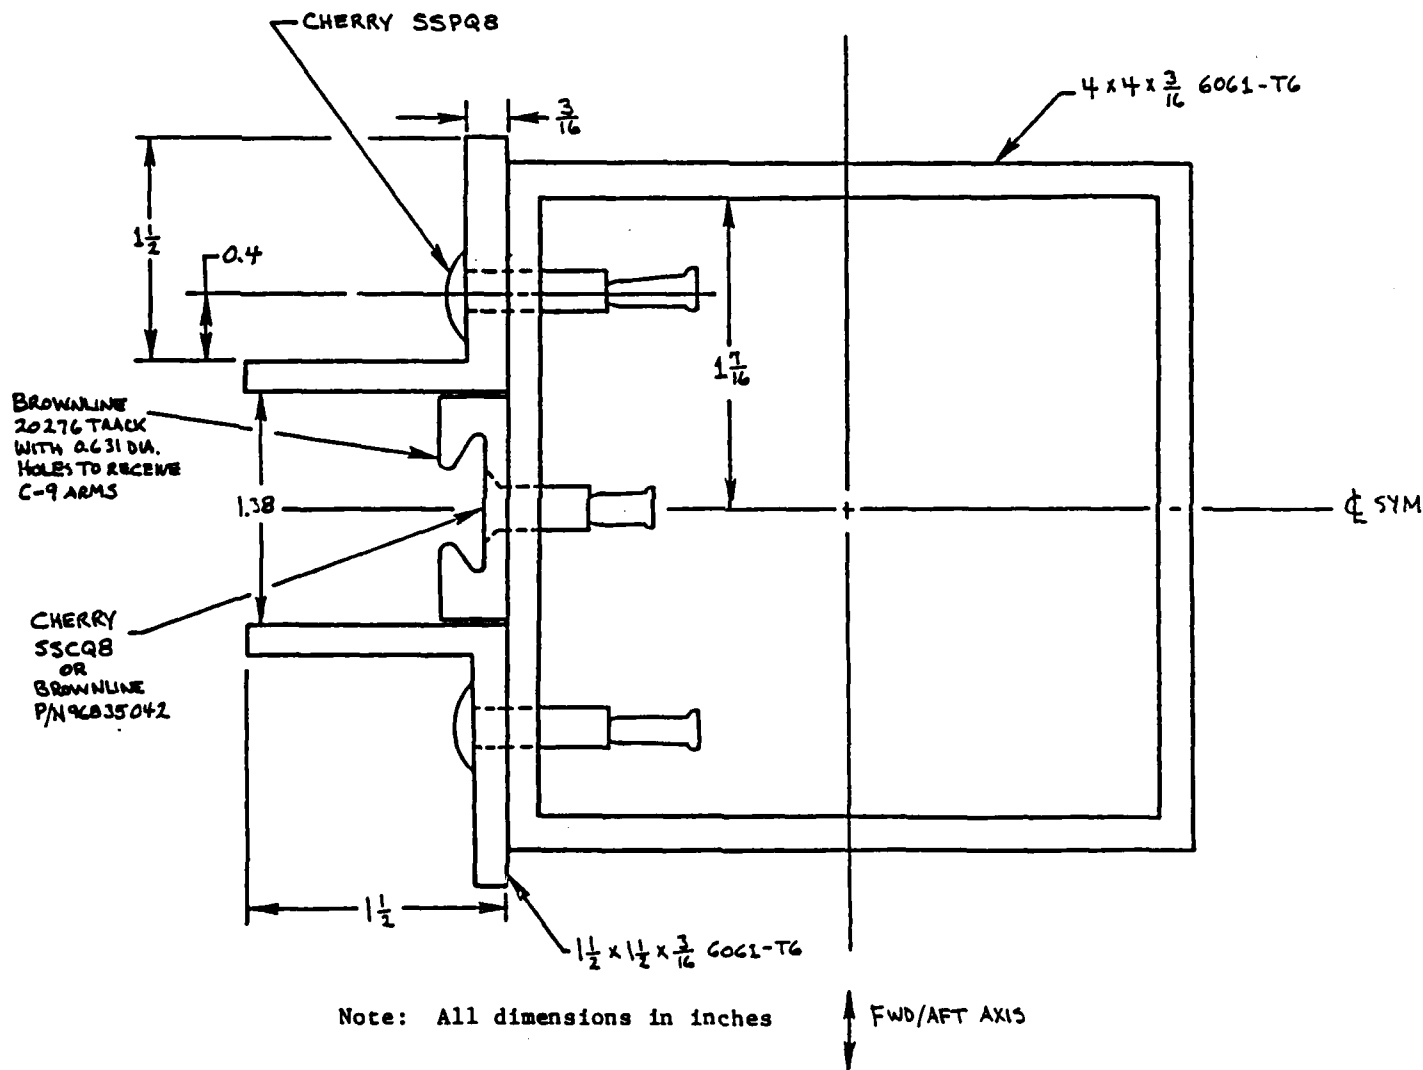 CHERRY SSPQ8
3/16
4 x 4 x 3/16 6061-T6
1 1/2
0.4
1 7/16
BROWNLINE
20276 TRACK
WITH 0.631 DIA.
HOLES TO RECEIVE
C-9 ARMS
1.38
℄ SYM
CHERRY
SSCQ8
OR
BROWNLINE
P/N96B35042
1 1/2
1 1/2 x 1 1/2 x 3/16 6061-T6
Note: All dimensions in inches
FWD/AFT AXIS